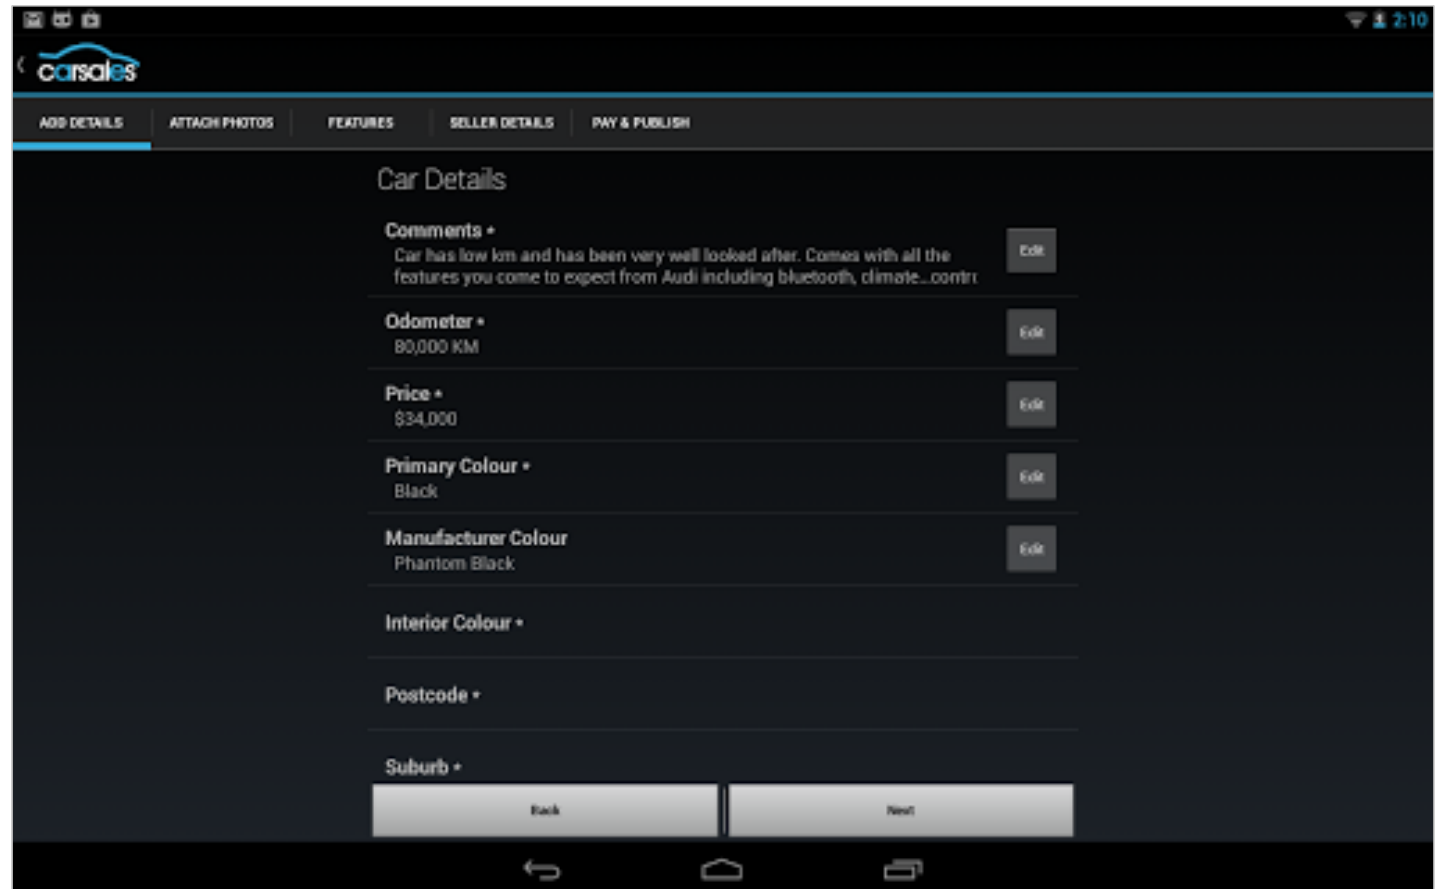 2:10
carsales
ADD DETAILS ATTACH PHOTOS FEATURES SELLER DETAILS PAY & PUBLISH
Car Details
Comments *
Car has low km and has been very well looked after. Comes with all the
features you come to expect from Audi including bluetooth, climate...contrc
Edit
Odometer *
80,000 KM
Edit
Price *
$34,000
Edit
Primary Colour *
Black
Edit
Manufacturer Colour
Phantom Black
Edit
Interior Colour *
Postcode *
Suburb *
Back Next